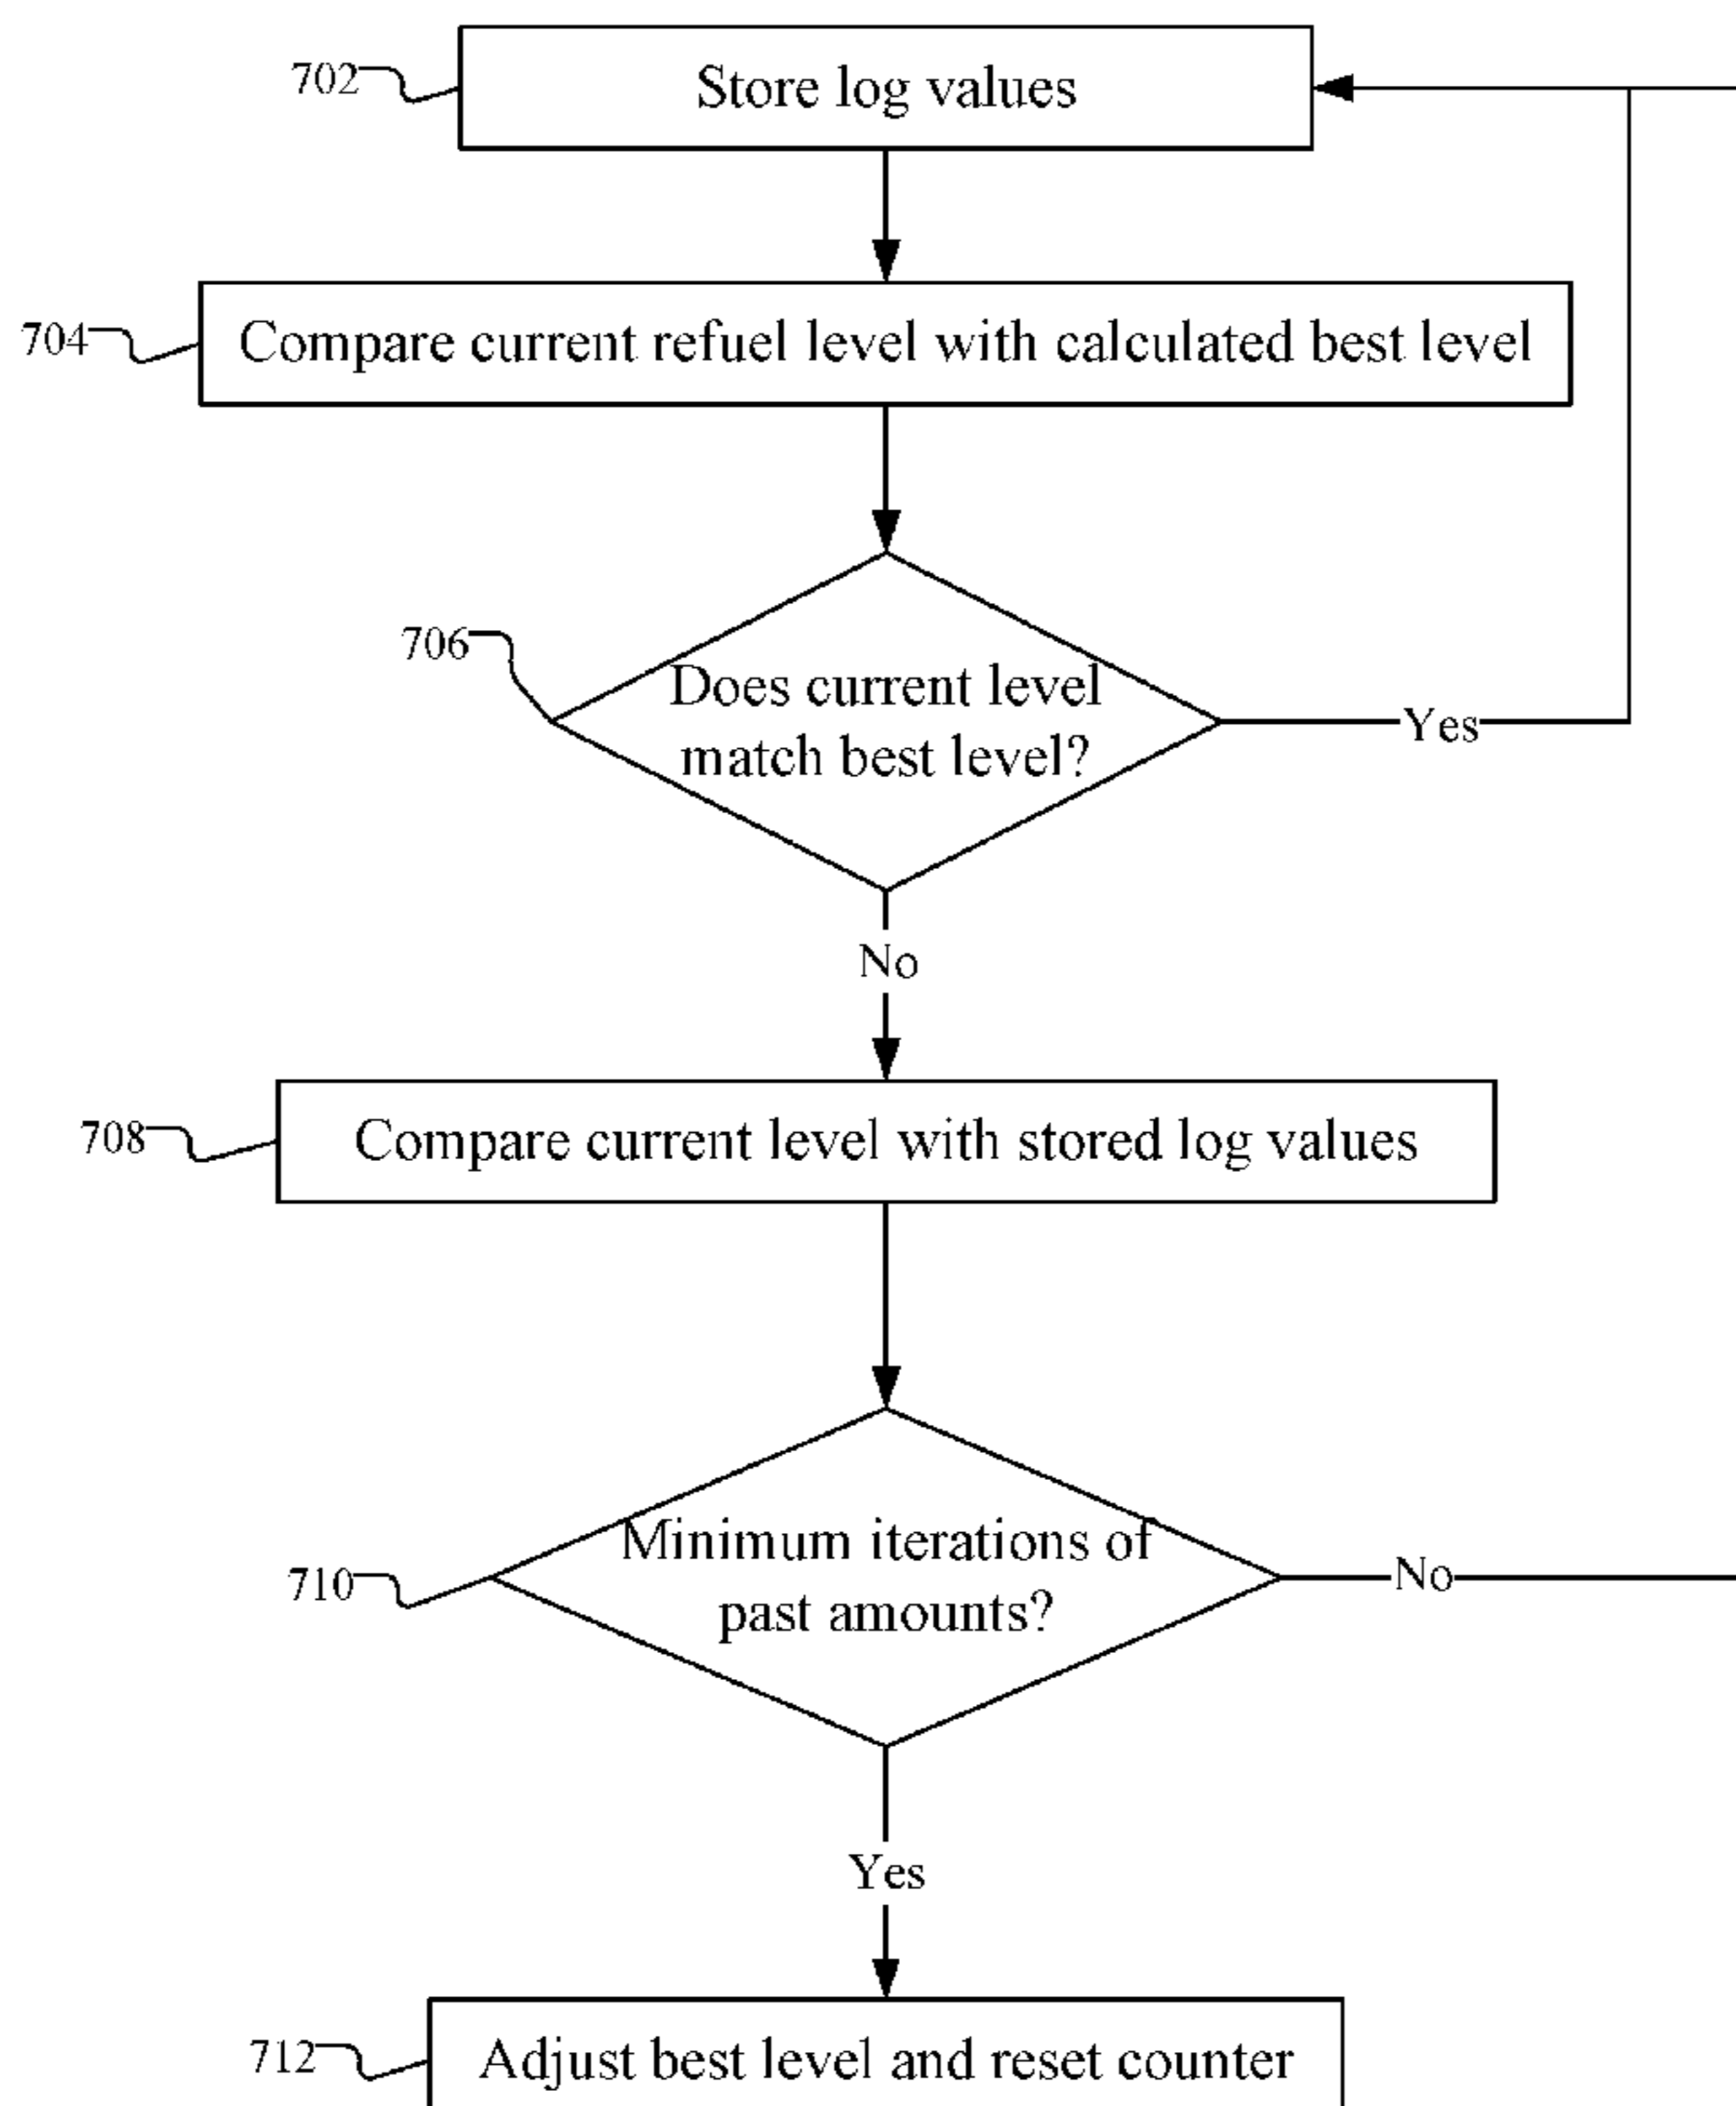 702
Store log values
704
Compare current refuel level with calculated best level
706
Does current level
match best level?
Yes
No
708
Compare current level with stored log values
710
Minimum iterations of
past amounts?
No
Yes
712
Adjust best level and reset counter